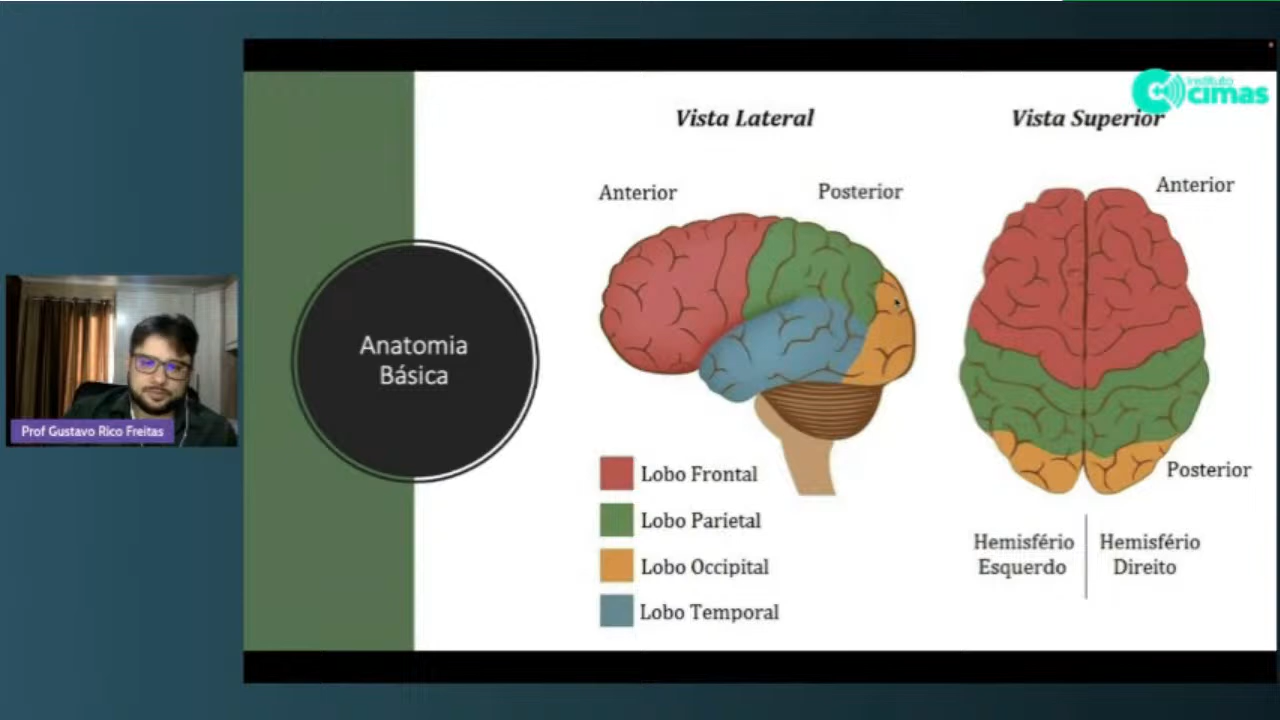 Instituto
cimas
Vista Lateral
Vista Superior
Anterior
Posterior
Anterior
Anatomia
Básica
Prof Gustavo Rico Freitas
Lobo Frontal
Lobo Parietal
Lobo Occipital
Lobo Temporal
Posterior
Hemisfério
Esquerdo
Hemisfério
Direito